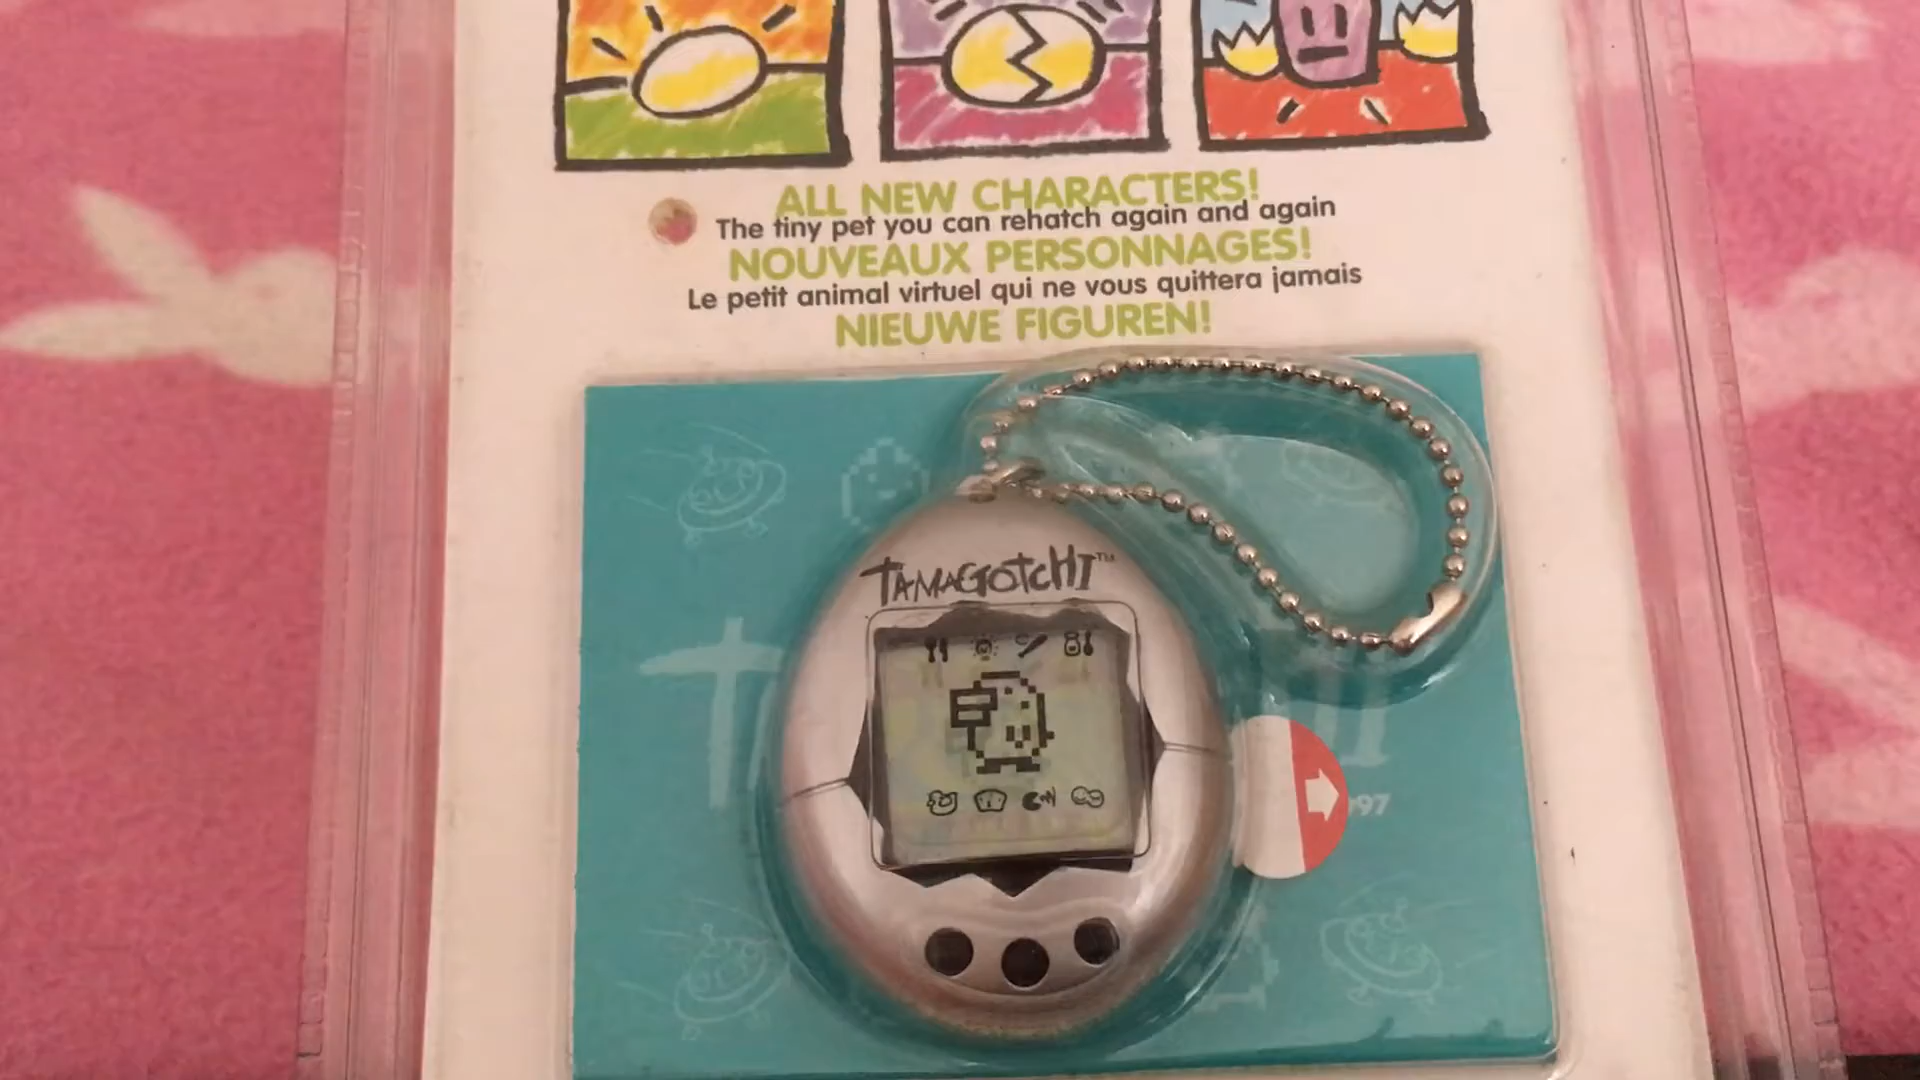 ALL NEW CHARACTERS!
The tiny pet you can rehatch again and again
NOUVEAUX PERSONNAGES!
Le petit animal virtuel qui ne vous quittera jamais
NIEUWE FIGUREN!
TAMAGOTCHI™
97